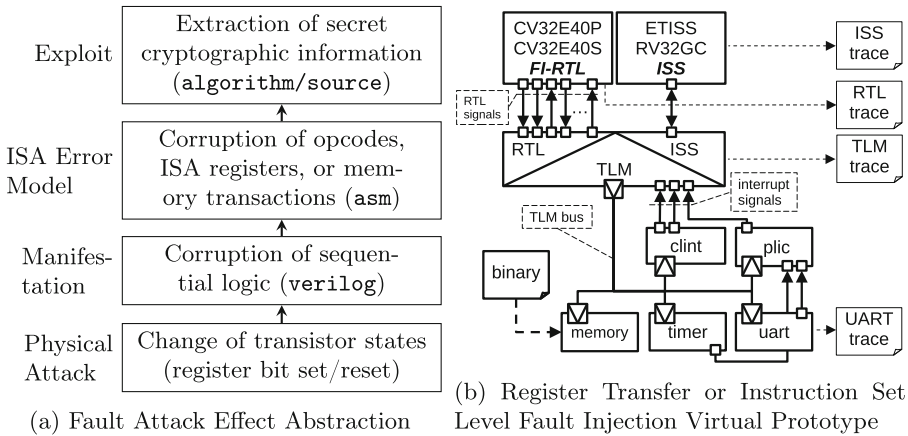 Exploit
Extraction of secret
cryptographic information
(algorithm/source)
ISA Error
Model
Corruption of opcodes,
ISA registers, or mem-
ory transactions (asm)
Manifes-
tation
Corruption of sequen-
tial logic (verilog)
Physical
Attack
Change of transistor states
(register bit set/reset)
(a) Fault Attack Effect Abstraction
CV32E40P
CV32E40S
FI-RTL
ETISS
RV32GC
ISS
ISS
trace
RTL
signals
...
RTL
trace
RTL
ISS
TLM
TLM
trace
interrupt
signals
TLM bus
clint
plic
binary
memory
timer
uart
UART
trace
(b) Register Transfer or Instruction Set
Level Fault Injection Virtual Prototype